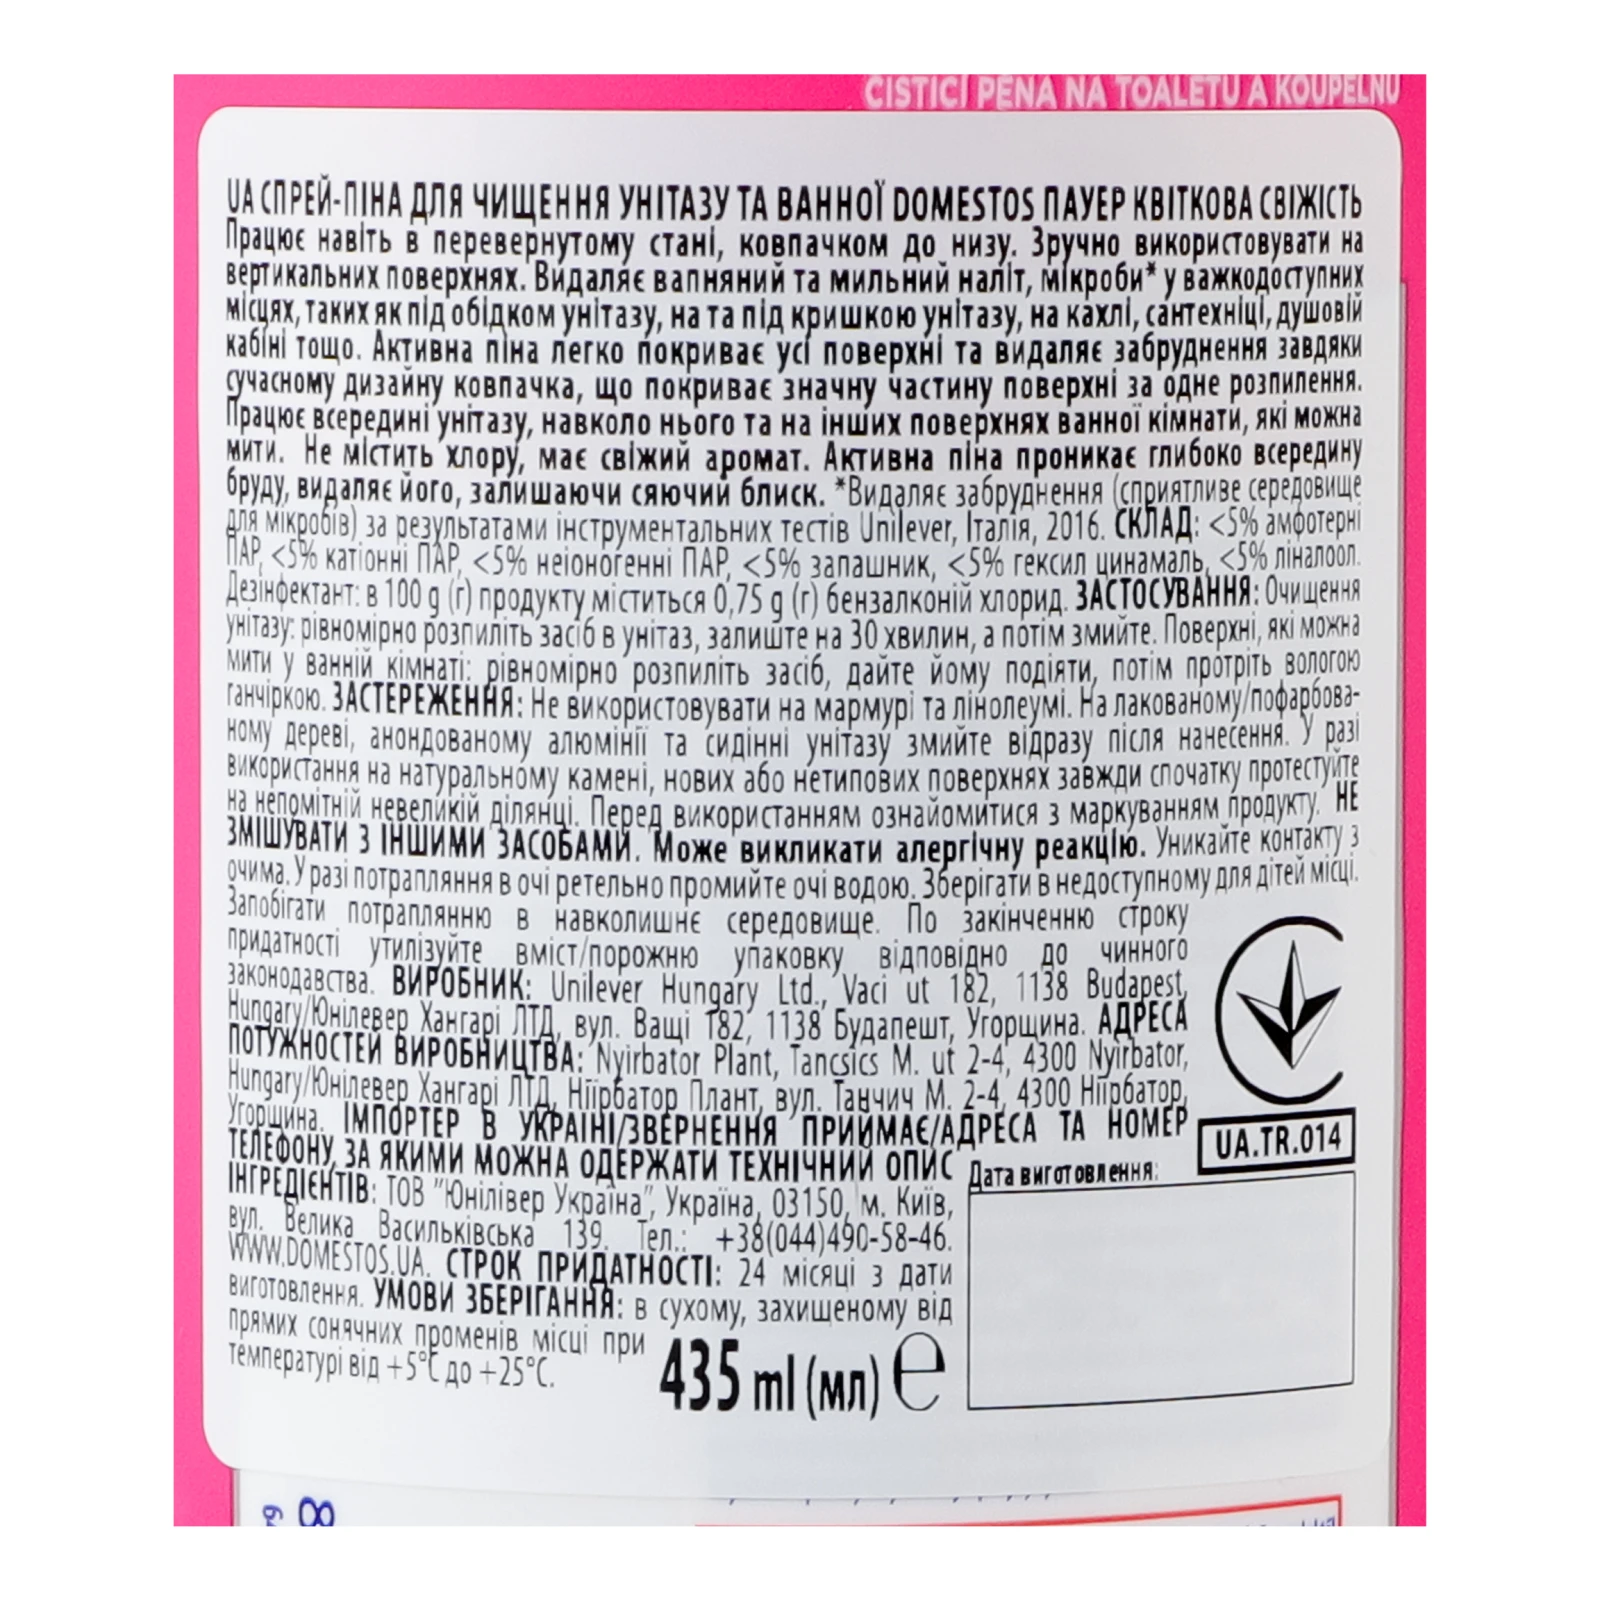 ČISTICÍ PĚNA NA TOALETU A KOUPELNU
UA СПРЕЙ-ПІНА ДЛЯ ЧИЩЕННЯ УНІТАЗУ ТА ВАННОЇ DOMESTOS ПАУЕР КВІТКОВА СВІЖІСТЬ
Працює навіть в перевернутому стані, ковпачком до низу. Зручно використовувати на
вертикальних поверхнях. Видаляє вапняний та мильний наліт, мікроби* у важкодоступних
місцях, таких як під обідком унітазу, на та під кришкою унітазу, на кахлі, сантехніці, душовій
кабіні тощо. Активна піна легко покриває усі поверхні та видаляє забруднення завдяки
сучасному дизайну ковпачка, що покриває значну частину поверхні за одне розпилення.
Працює всередині унітазу, навколо нього та на інших поверхнях ванної кімнати, які можна
мити. Не містить хлору, має свіжий аромат. Активна піна проникає глибоко всередину
бруду, видаляє його, залишаючи сяючий блиск. *Видаляє забруднення (сприятливе середовище
для мікробів) за результатами інструментальних тестів Unilever, Італія, 2016. СКЛАД: <5% амфотерні
ПАР, <5% катіонні ПАР, <5% неіоногенні ПАР, <5% запашник, <5% гексил цинамаль, <5% ліналоол.
Дезінфектант: в 100 g (г) продукту міститься 0,75 g (г) бензалконій хлорид. ЗАСТОСУВАННЯ: Очищення
унітазу: рівномірно розпиліть засіб в унітаз, залиште на 30 хвилин, а потім змийте. Поверхні, які можна
мити у ванній кімнаті: рівномірно розпиліть засіб, дайте йому подіяти, потім протріть вологою
ганчіркою. ЗАСТЕРЕЖЕННЯ: Не використовувати на мармурі та лінолеумі. На лакованому/пофарбова-
ному дереві, анондованому алюмінії та сидінні унітазу змийте відразу після нанесення. У разі
використання на натуральному камені, нових або нетипових поверхнях завжди спочатку протестуйте
на непомітній невеликій ділянці. Перед використанням ознайомитися з маркуванням продукту. НЕ
ЗМІШУВАТИ З ІНШИМИ ЗАСОБАМИ. Може викликати алергічну реакцію. Уникайте контакту з
очима. У разі потрапляння в очі ретельно промийте очі водою. Зберігати в недоступному для дітей місці.
Запобігати потраплянню в навколишнє середовище. По закінченню строку
придатності утилізуйте вміст/порожню упаковку відповідно до чинного
законодавства. ВИРОБНИК: Unilever Hungary Ltd., Vaci ut 182, 1138 Budapest,
Hungary/Юнілевер Хангарі ЛТД, вул. Ващі 182, 1138 Будапешт, Угорщина. АДРЕСА
ПОТУЖНОСТЕЙ ВИРОБНИЦТВА: Nyirbator Plant, Tancsics M. ut 2-4, 4300 Nyirbator,
Hungary/Юнілевер Хангарі ЛТД, Ніірбатор Плант, вул. Танчич М. 2-4, 4300 Ніірбатор,
Угорщина. ІМПОРТЕР В УКРАЇНІ/ЗВЕРНЕННЯ ПРИЙМАЄ/АДРЕСА ТА НОМЕР
ТЕЛЕФОНУ, ЗА ЯКИМИ МОЖНА ОДЕРЖАТИ ТЕХНІЧНИЙ ОПИС
ІНГРЕДІЄНТІВ: ТОВ "Юнілівер Україна", Україна, 03150, м. Київ,
вул. Велика Васильківська 139. Тел.: +38(044)490-58-46.
WWW.DOMESTOS.UA. СТРОК ПРИДАТНОСТІ: 24 місяці з дати
виготовлення. УМОВИ ЗБЕРІГАННЯ: в сухому, захищеному від
прямих сонячних променів місці при
температурі від +5°C до +25°C.
435 ml (мл) e
UA.TR.014
Дата виготовлення:
8